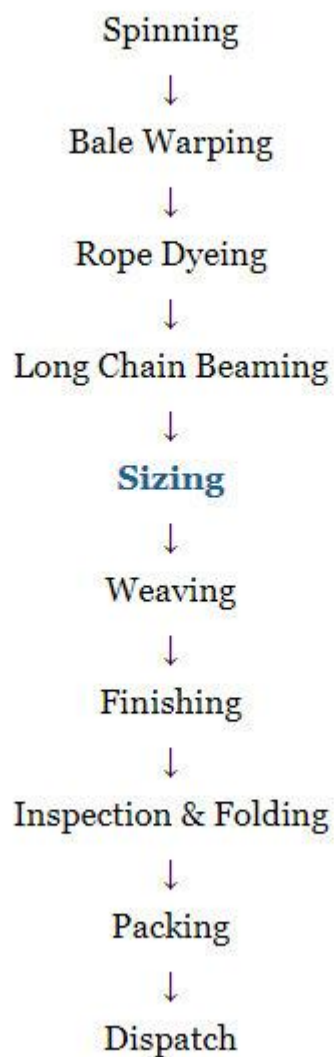 Spinning
↓
Bale Warping
↓
Rope Dyeing
↓
Long Chain Beaming
↓
Sizing
↓
Weaving
↓
Finishing
↓
Inspection & Folding
↓
Packing
↓
Dispatch